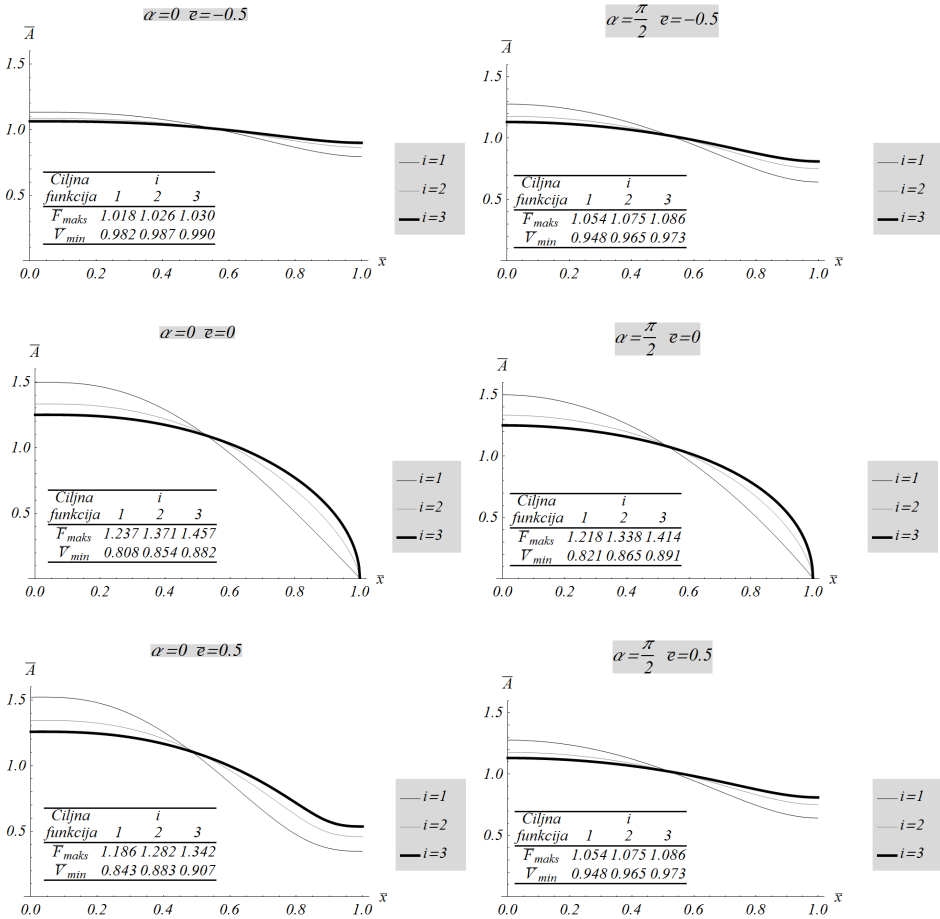 α=0 e̅=−0.5
A̅
1.5
1.0
0.5
0.0 0.2 0.4 0.6 0.8 1.0 x̅
Ciljna i
funkcija 1 2 3
F̅maks 1.018 1.026 1.030
V̅min 0.982 0.987 0.990
i=1
i=2
i=3
α=π/2 e̅=−0.5
A̅
1.5
1.0
0.5
0.0 0.2 0.4 0.6 0.8 1.0 x̅
Ciljna i
funkcija 1 2 3
F̅maks 1.054 1.075 1.086
V̅min 0.948 0.965 0.973
i=1
i=2
i=3
α=0 e̅=0
A̅
1.5
1.0
0.5
0.0 0.2 0.4 0.6 0.8 1.0 x̅
Ciljna i
funkcija 1 2 3
F̅maks 1.237 1.371 1.457
V̅min 0.808 0.854 0.882
i=1
i=2
i=3
α=π/2 e̅=0
A̅
1.5
1.0
0.5
0.0 0.2 0.4 0.6 0.8 1.0 x̅
Ciljna i
funkcija 1 2 3
F̅maks 1.218 1.338 1.414
V̅min 0.821 0.865 0.891
i=1
i=2
i=3
α=0 e̅=0.5
A̅
1.5
1.0
0.5
0.0 0.2 0.4 0.6 0.8 1.0 x̅
Ciljna i
funkcija 1 2 3
F̅maks 1.186 1.282 1.342
V̅min 0.843 0.883 0.907
i=1
i=2
i=3
α=π/2 e̅=0.5
A̅
1.5
1.0
0.5
0.0 0.2 0.4 0.6 0.8 1.0 x̅
Ciljna i
funkcija 1 2 3
F̅maks 1.054 1.075 1.086
V̅min 0.948 0.965 0.973
i=1
i=2
i=3